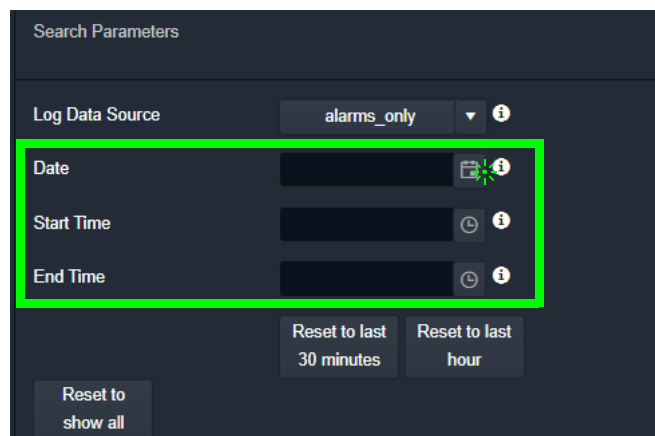 Search Parameters
Log Data Source
alarms_only
Date
Start Time
End Time
Reset to last
30 minutes
Reset to last
hour
Reset to
show all